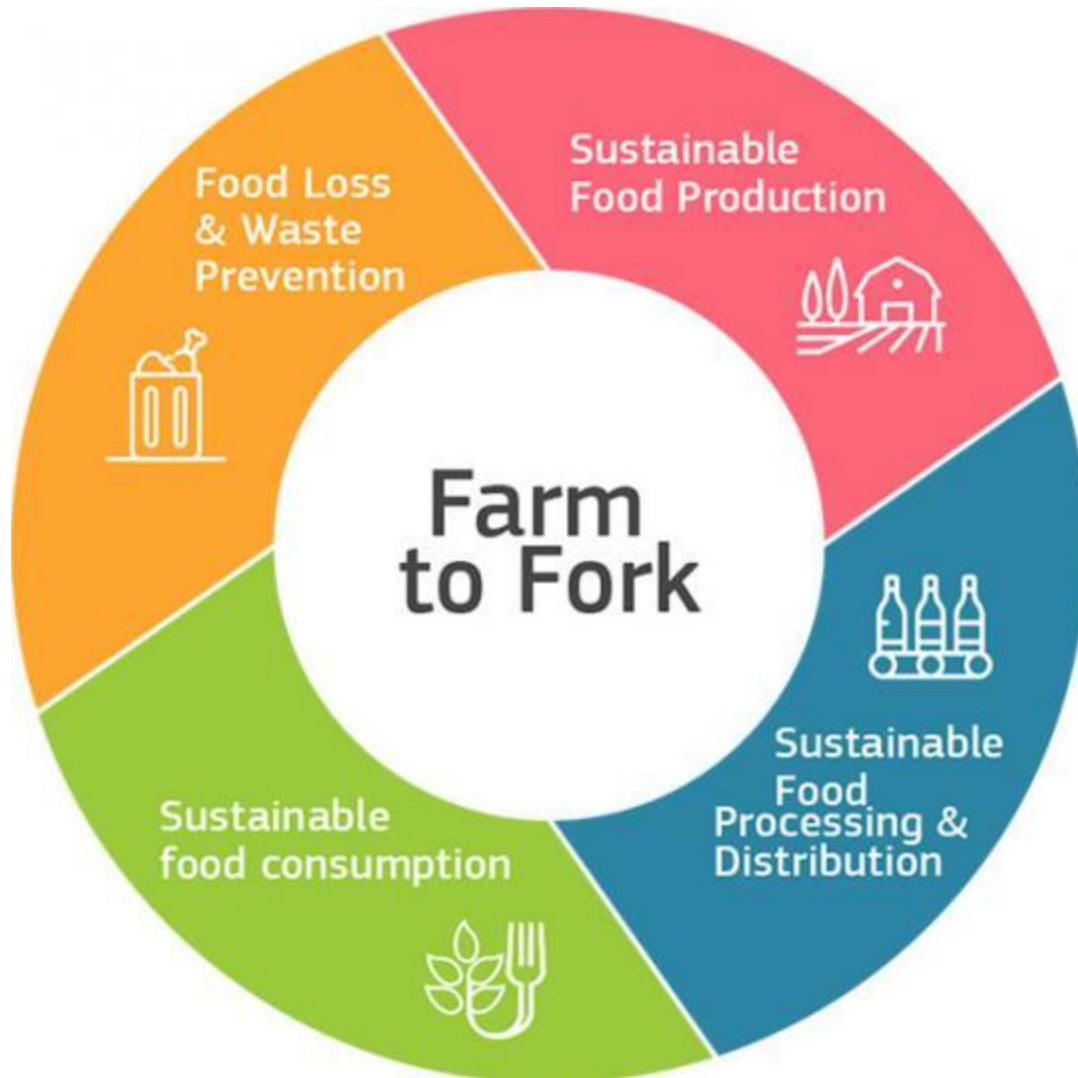 Sustainable
Food Production
Food Loss
& Waste
Prevention
Farm
to Fork
Sustainable
Food
Processing &
Distribution
Sustainable
food consumption